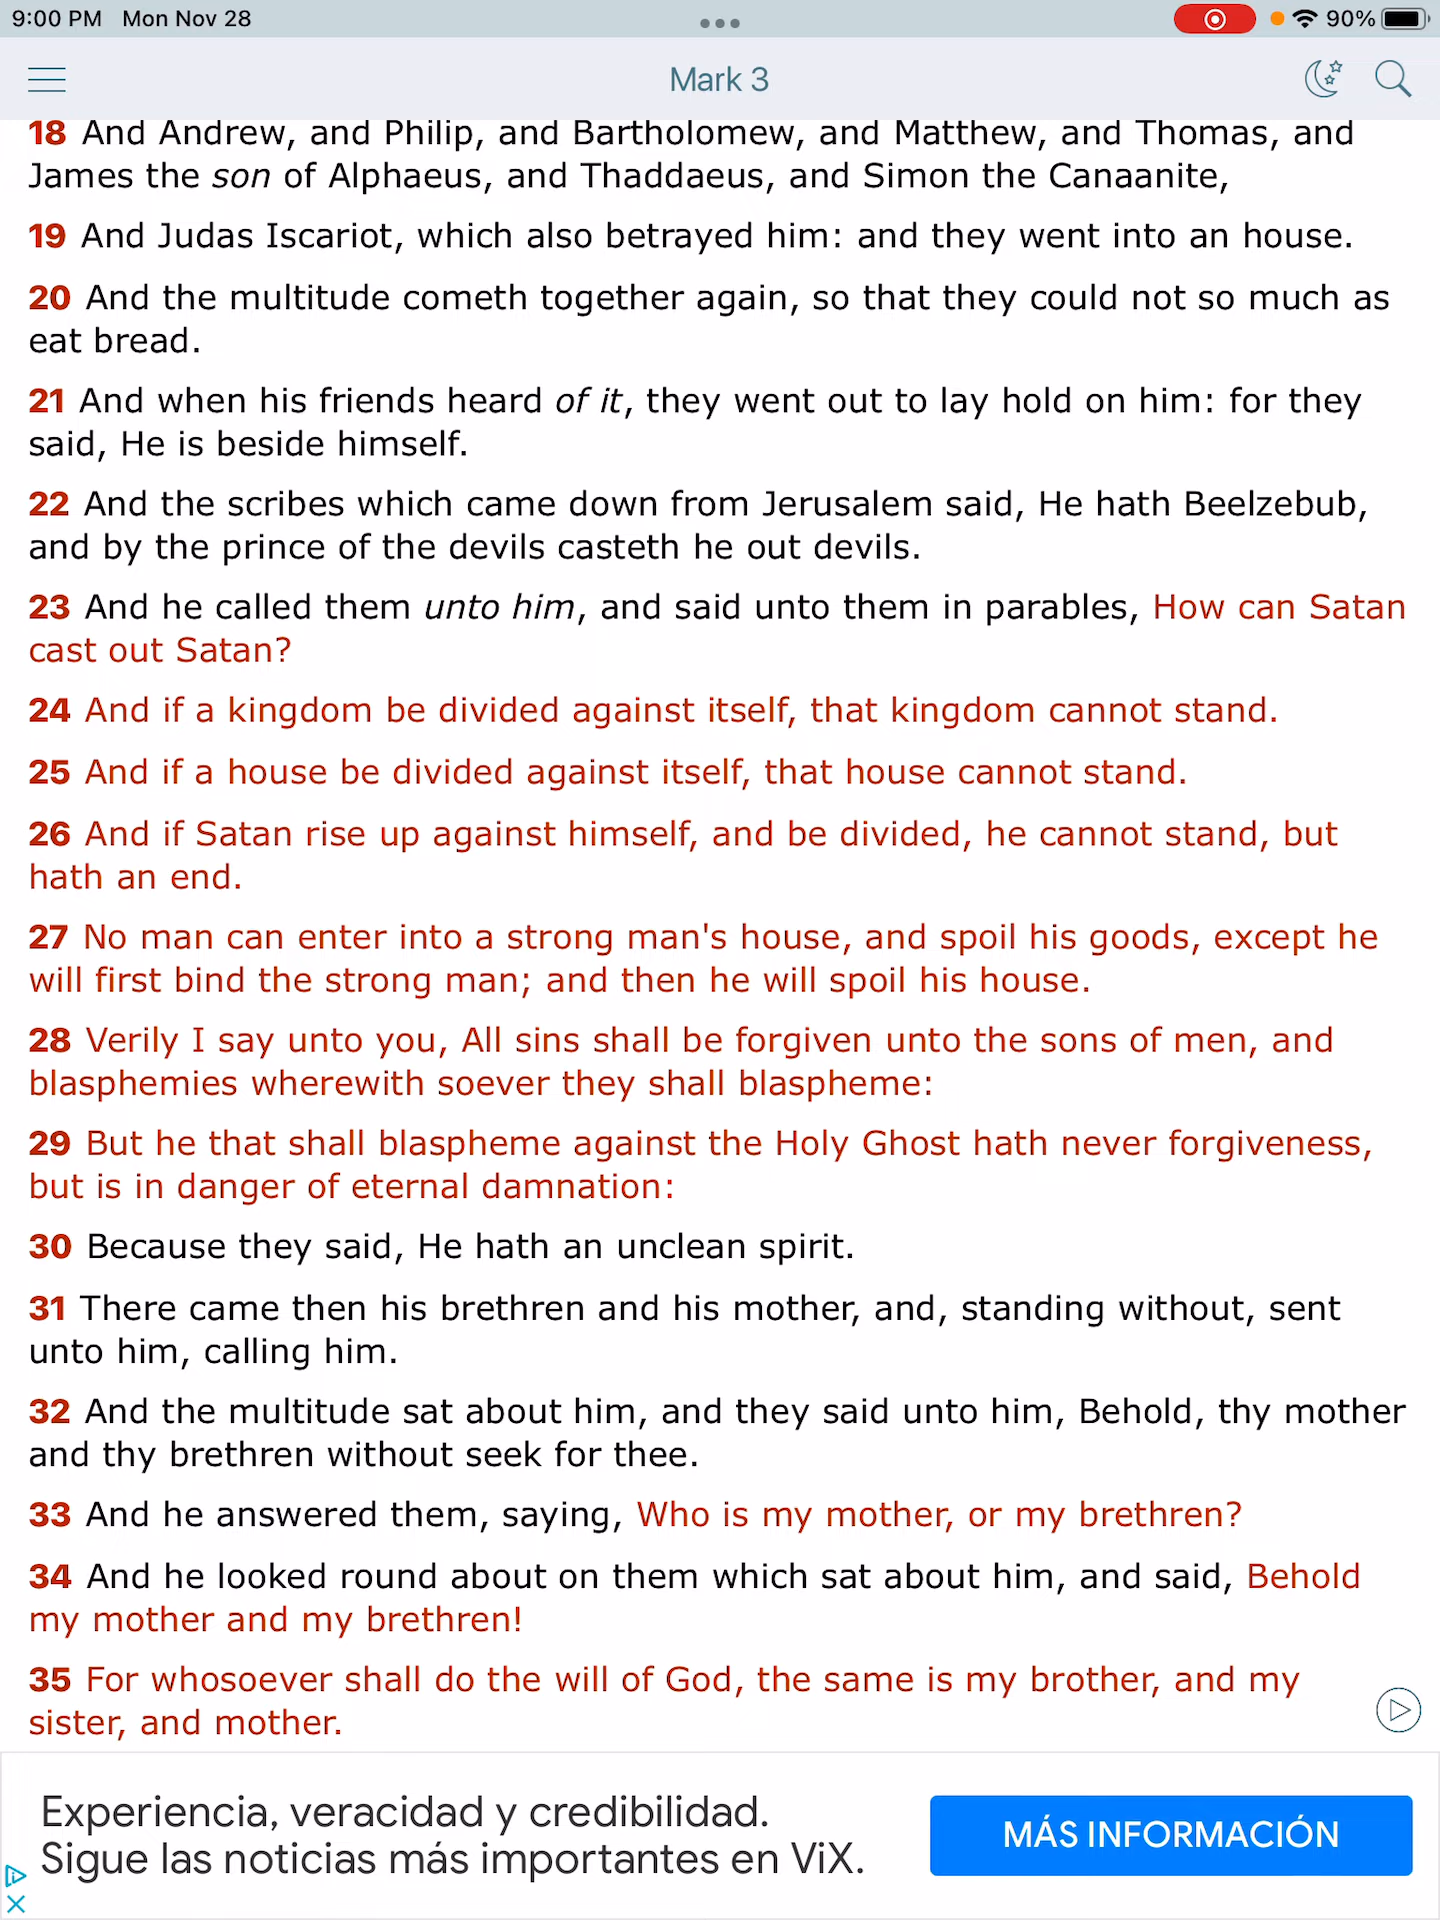 9:00 PM Mon Nov 28
90%
Mark 3
18 And Andrew, and Philip, and Bartholomew, and Matthew, and Thomas, and
James the son of Alphaeus, and Thaddaeus, and Simon the Canaanite,
19 And Judas Iscariot, which also betrayed him: and they went into an house.
20 And the multitude cometh together again, so that they could not so much as
eat bread.
21 And when his friends heard of it, they went out to lay hold on him: for they
said, He is beside himself.
22 And the scribes which came down from Jerusalem said, He hath Beelzebub,
and by the prince of the devils casteth he out devils.
23 And he called them unto him, and said unto them in parables, How can Satan
cast out Satan?
24 And if a kingdom be divided against itself, that kingdom cannot stand.
25 And if a house be divided against itself, that house cannot stand.
26 And if Satan rise up against himself, and be divided, he cannot stand, but
hath an end.
27 No man can enter into a strong man's house, and spoil his goods, except he
will first bind the strong man; and then he will spoil his house.
28 Verily I say unto you, All sins shall be forgiven unto the sons of men, and
blasphemies wherewith soever they shall blaspheme:
29 But he that shall blaspheme against the Holy Ghost hath never forgiveness,
but is in danger of eternal damnation:
30 Because they said, He hath an unclean spirit.
31 There came then his brethren and his mother, and, standing without, sent
unto him, calling him.
32 And the multitude sat about him, and they said unto him, Behold, thy mother
and thy brethren without seek for thee.
33 And he answered them, saying, Who is my mother, or my brethren?
34 And he looked round about on them which sat about him, and said, Behold
my mother and my brethren!
35 For whosoever shall do the will of God, the same is my brother, and my
sister, and mother.
Experiencia, veracidad y credibilidad.
Sigue las noticias más importantes en ViX.
MÁS INFORMACIÓN